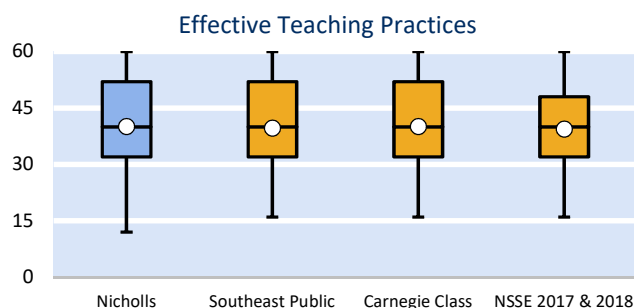 Effective Teaching Practices
60
45
30
15
0
Nicholls Southeast Public Carnegie Class NSSE 2017 & 2018